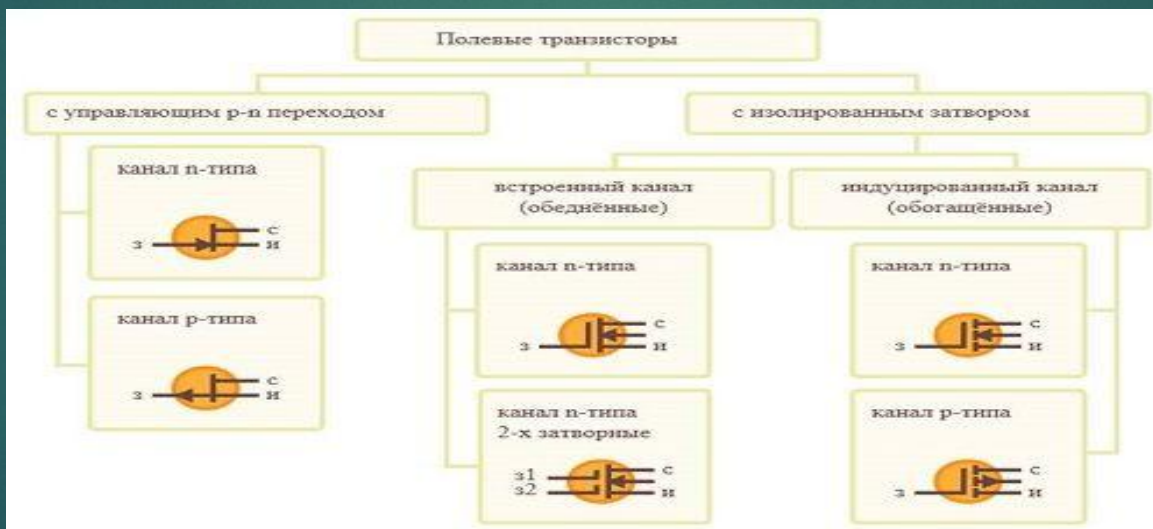 Полевые транзисторы
с управляющим p-n переходом
с изолированным затвором
канал n-типа
з
с
и
канал p-типа
з
с
и
встроенный канал
(обеднённые)
индуцированный канал
(обогащённые)
канал n-типа
з
с
и
канал n-типа
2-х затворные
з1
з2
с
и
канал n-типа
з
с
и
канал p-типа
з
с
и